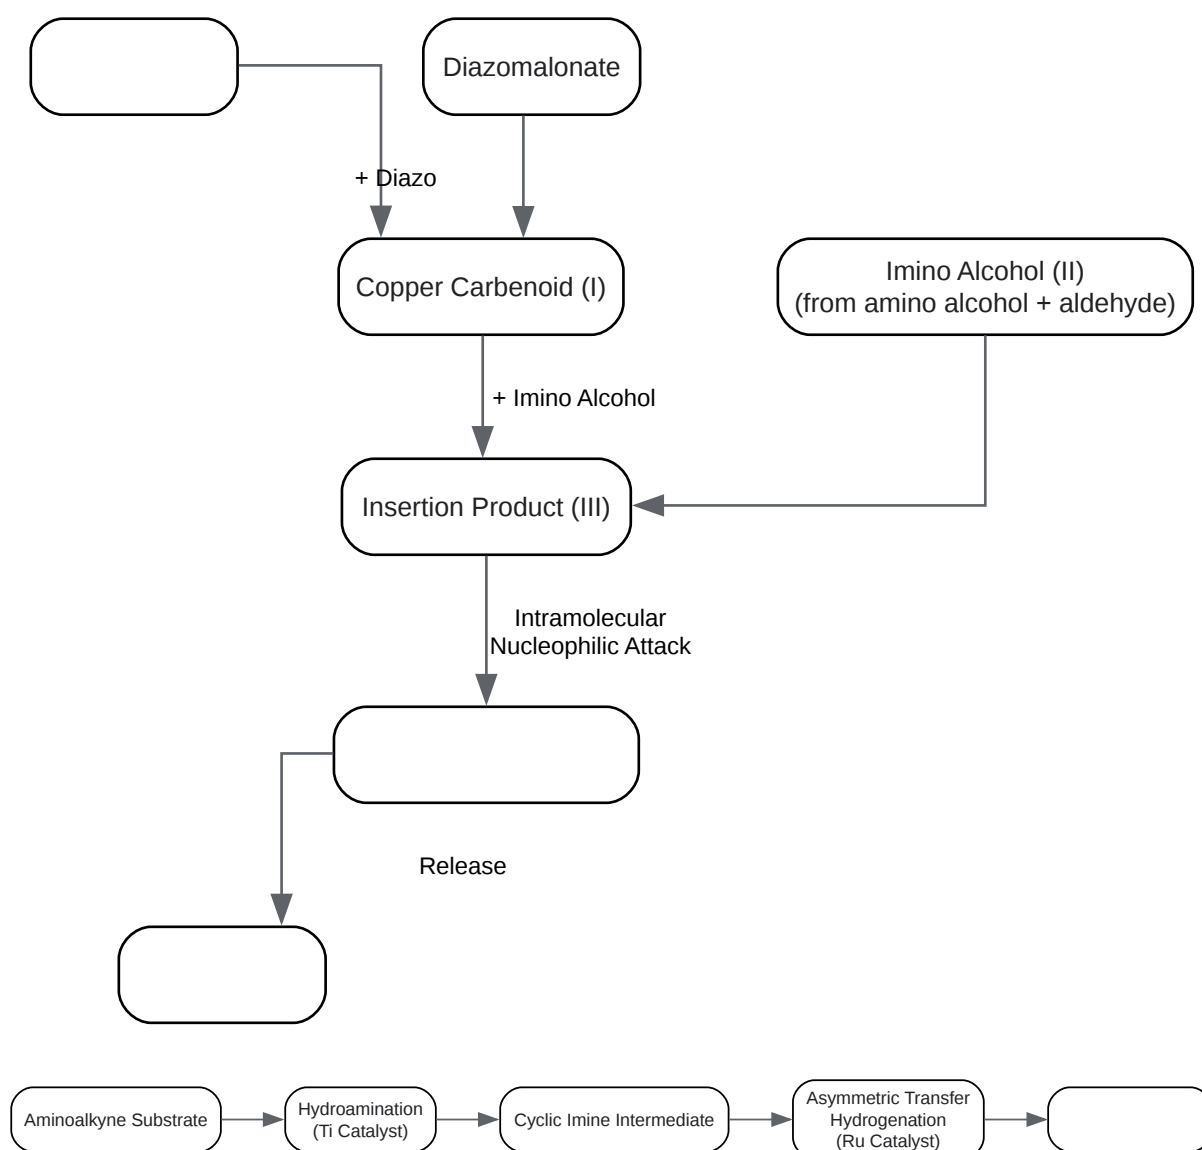 Diazomalonate
+ Diazo
Copper Carbenoid (I)
Imino Alcohol (II)
(from amino alcohol + aldehyde)
+ Imino Alcohol
Insertion Product (III)
Intramolecular
Nucleophilic Attack
Release
Aminoalkyne Substrate
Hydroamination
(Ti Catalyst)
Cyclic Imine Intermediate
Asymmetric Transfer
Hydrogenation
(Ru Catalyst)